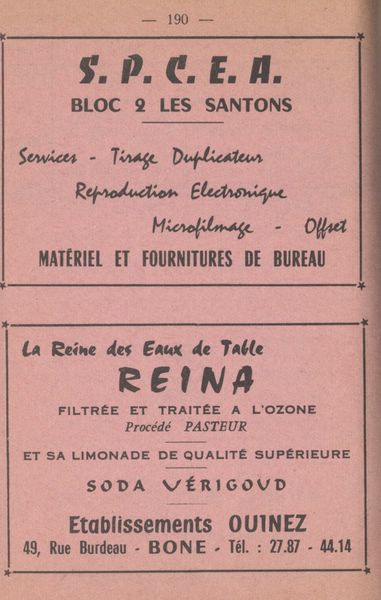 — 190 —
S. P. C. E. A.
BLOC 2 LES SANTONS
Services - Tirage Duplicateur
Reproduction Electronique
Microfilmage - Offset
MATÉRIEL ET FOURNITURES DE BUREAU
La Reine des Eaux de Table
REINA
FILTRÉE ET TRAITÉE A L'OZONE
Procédé PASTEUR
ET SA LIMONADE DE QUALITÉ SUPÉRIEURE
SODA VÉRIGOUD
Etablissements OUINEZ
49, Rue Burdeau - BONE - Tél. : 27.87 - 44.14